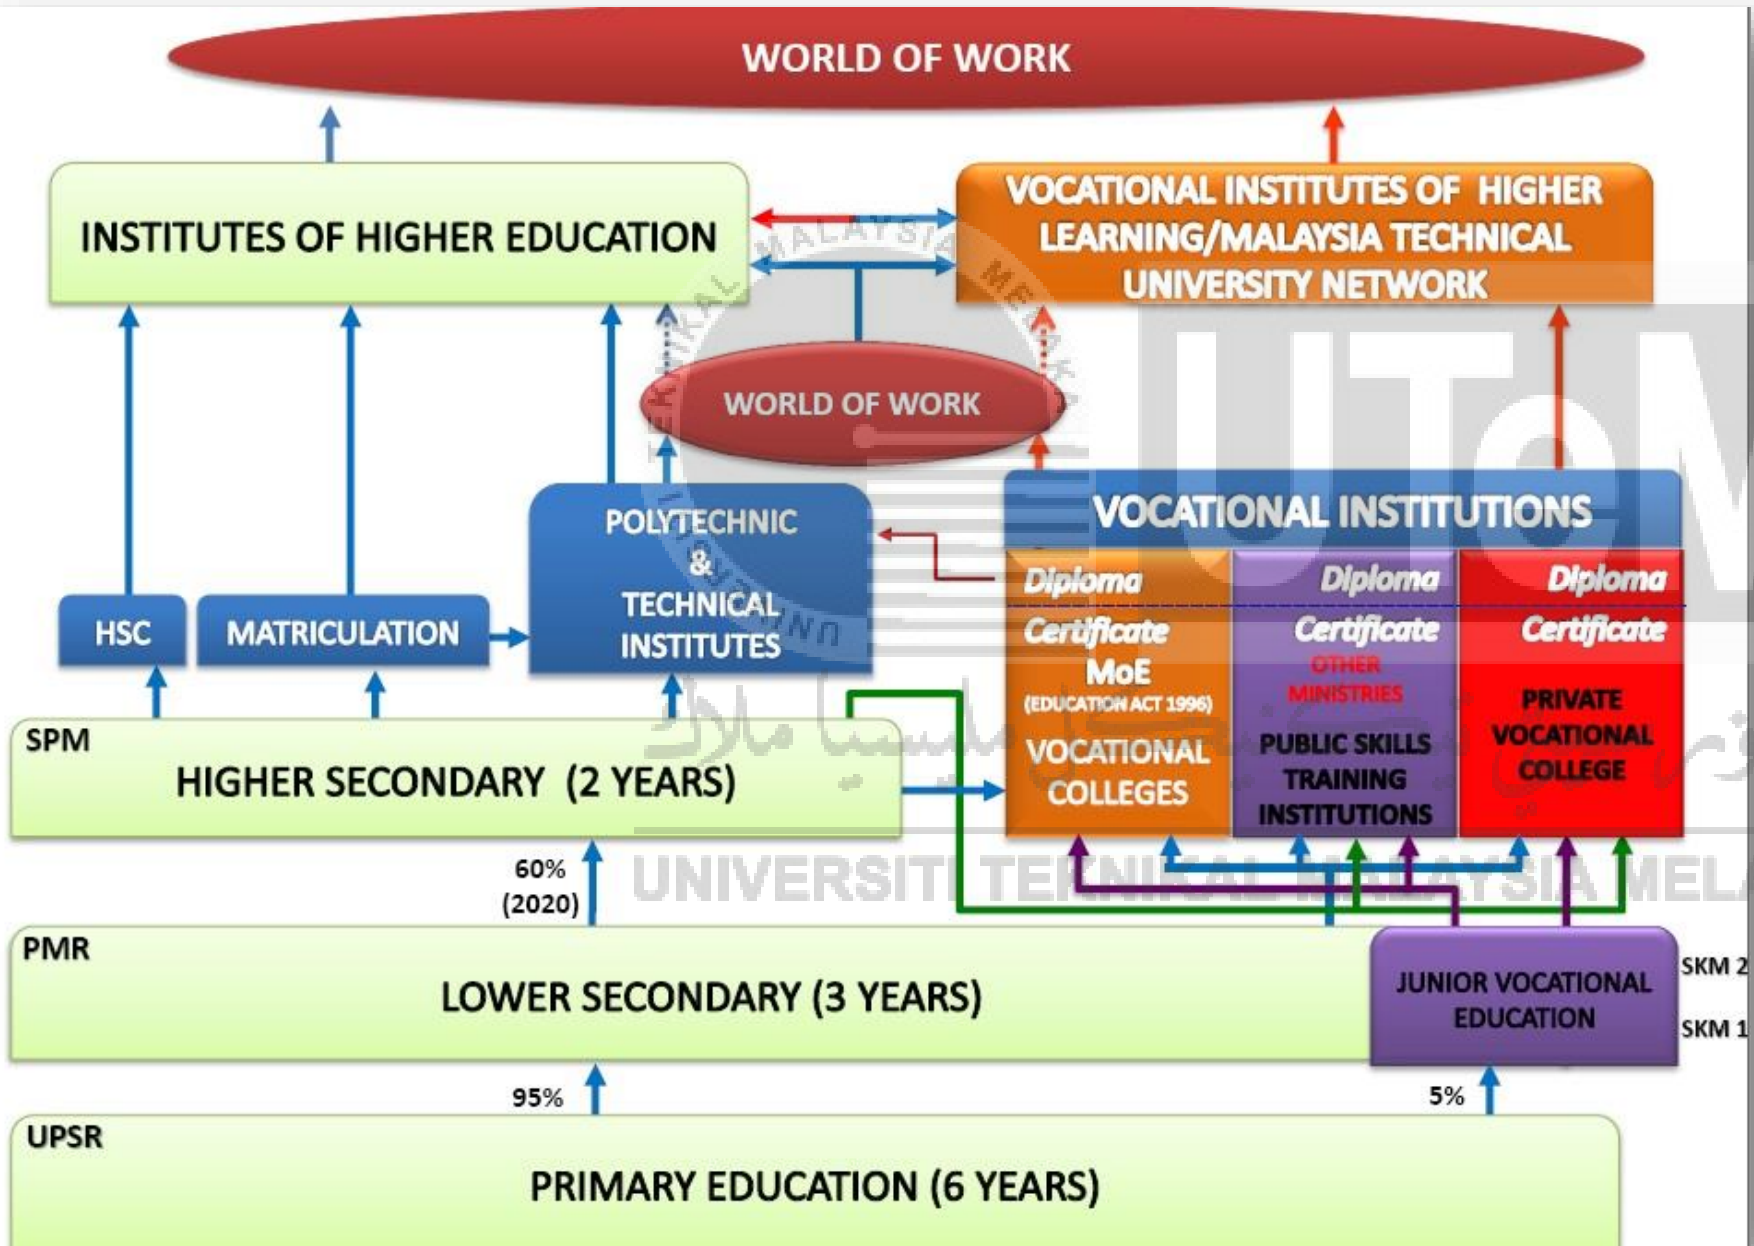 WORLD OF WORK
INSTITUTES OF HIGHER EDUCATION
VOCATIONAL INSTITUTES OF HIGHER
LEARNING/MALAYSIA TECHNICAL
UNIVERSITY NETWORK
WORLD OF WORK
POLYTECHNIC
&
TECHNICAL
INSTITUTES
HSC
MATRICULATION
VOCATIONAL INSTITUTIONS
Diploma
Certificate
MoE
(EDUCATION ACT 1996)
VOCATIONAL
COLLEGES
Diploma
Certificate
OTHER
MINISTRIES
PUBLIC SKILLS
TRAINING
INSTITUTIONS
Diploma
Certificate
PRIVATE
VOCATIONAL
COLLEGE
SPM
HIGHER SECONDARY (2 YEARS)
60%
(2020)
PMR
LOWER SECONDARY (3 YEARS)
JUNIOR VOCATIONAL
EDUCATION
SKM 2
SKM 1
95%
5%
UPSR
PRIMARY EDUCATION (6 YEARS)
UNIVERSITI TEKNIKAL MALAYSIA MELAKA
UTeM
UNIVERSITI TEKNIKAL MALAYSIA